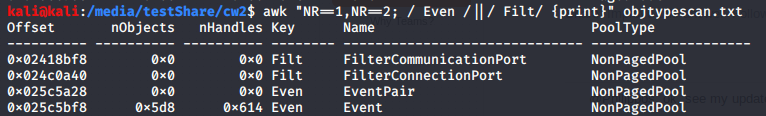 kali@kali:/media/testShare/cw2$ awk "NR==1,NR==2; / Even /||/ Filt/ {print}" objtypescan.txt
Offset nObjects nHandles Key Name PoolType
---------- ---------- ---------- -------- ------------------------------ --------------------
0x02418bf8 0x0 0x0 Filt FilterCommunicationPort NonPagedPool
0x024c0a40 0x0 0x0 Filt FilterConnectionPort NonPagedPool
0x025c5a28 0x0 0x0 Even EventPair NonPagedPool
0x025c5bf8 0x5d8 0x614 Even Event NonPagedPool